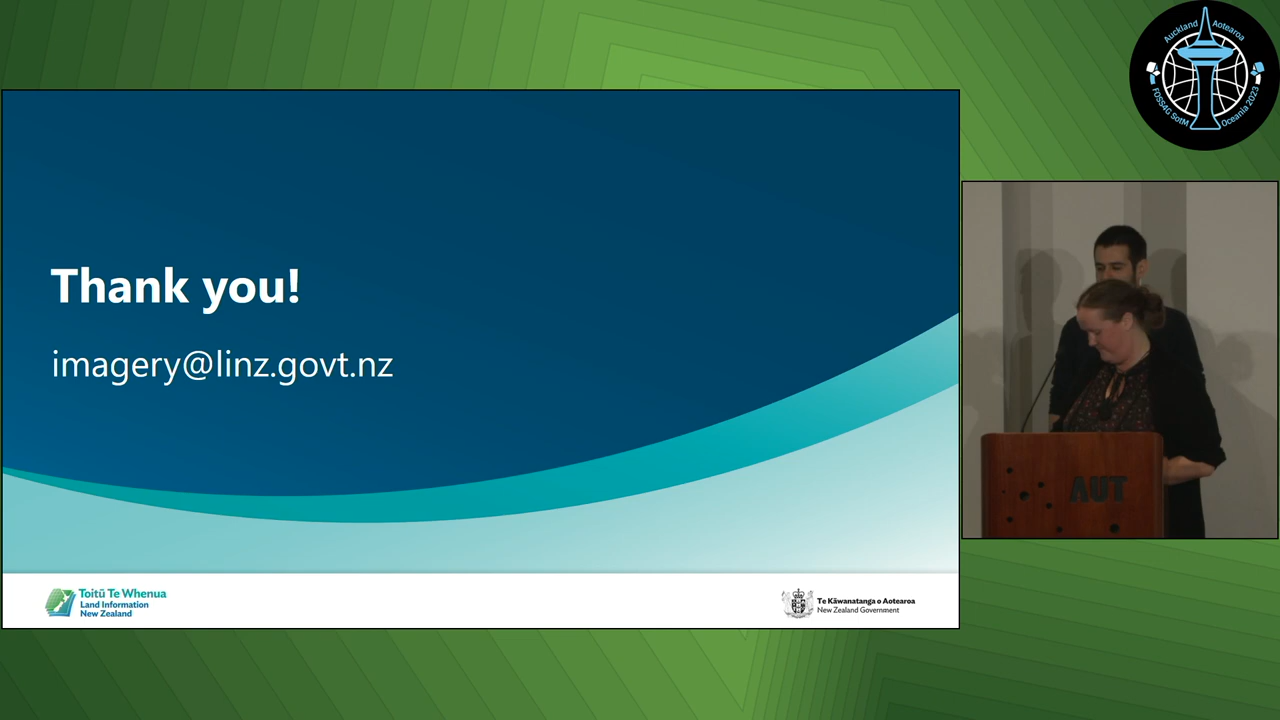 Thank you!
imagery@linz.govt.nz
Toitū Te Whenua
Land Information
New Zealand
Te Kāwanatanga o Aotearoa
New Zealand Government
Auckland Aotearoa
FOSS4G SotM Oceania 2023
AUT